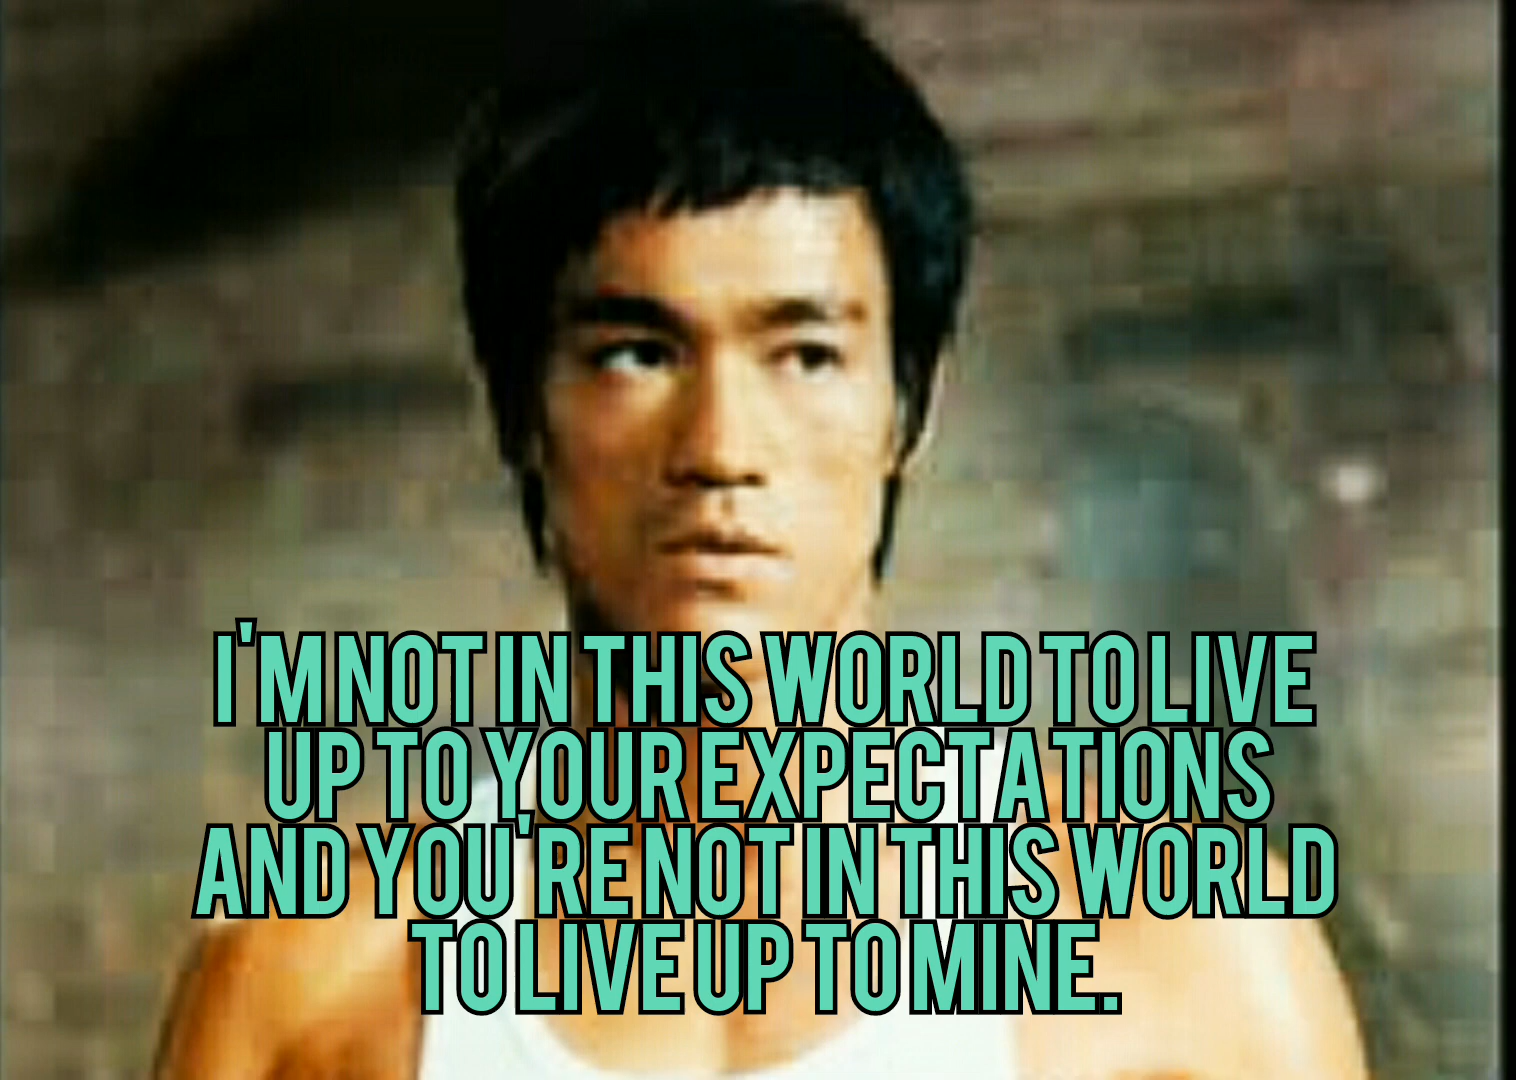 I'M NOT IN THIS WORLD TO LIVE
UP TO YOUR EXPECTATIONS
AND YOU'RE NOT IN THIS WORLD
TO LIVE UP TO MINE.